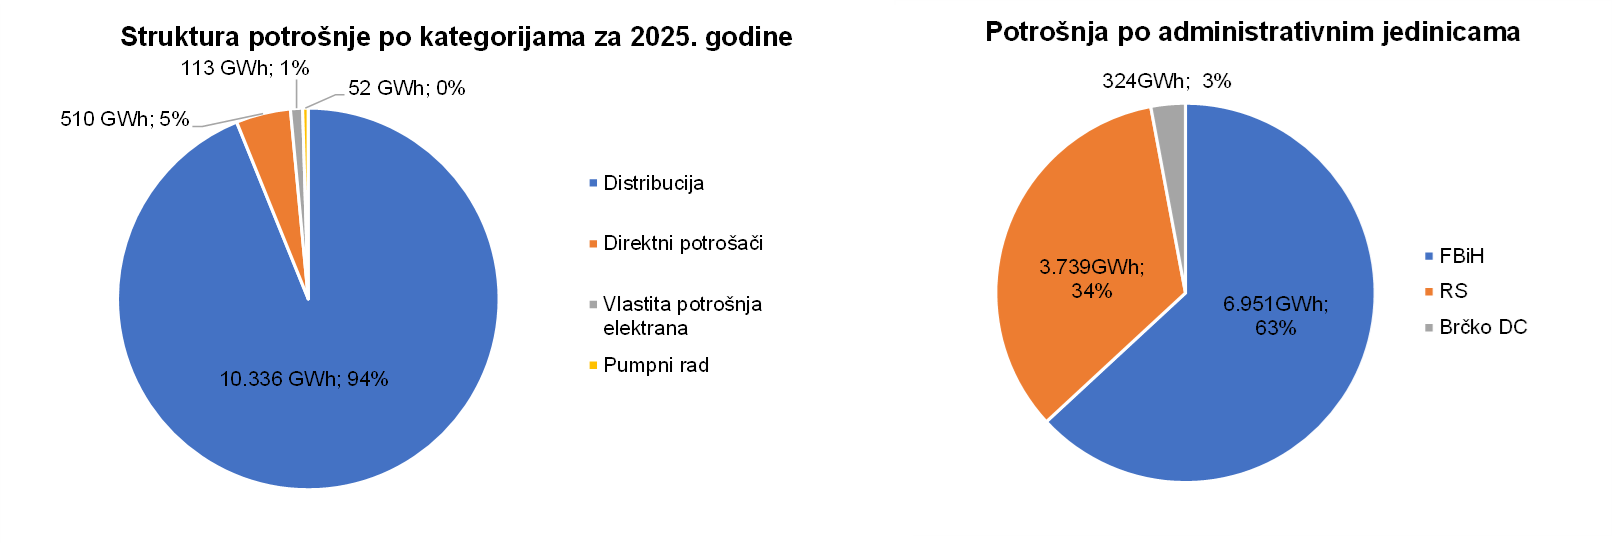 Struktura potrošnje po kategorijama za 2025. godine
113 GWh; 1%
52 GWh; 0%
510 GWh; 5%
10.336 GWh; 94%
Distribucija
Direktni potrošači
Vlastita potrošnja
elektrana
Pumpni rad
Potrošnja po administrativnim jedinicama
324GWh;  3%
3.739GWh;
34%
6.951GWh;
63%
FBiH
RS
Brčko DC